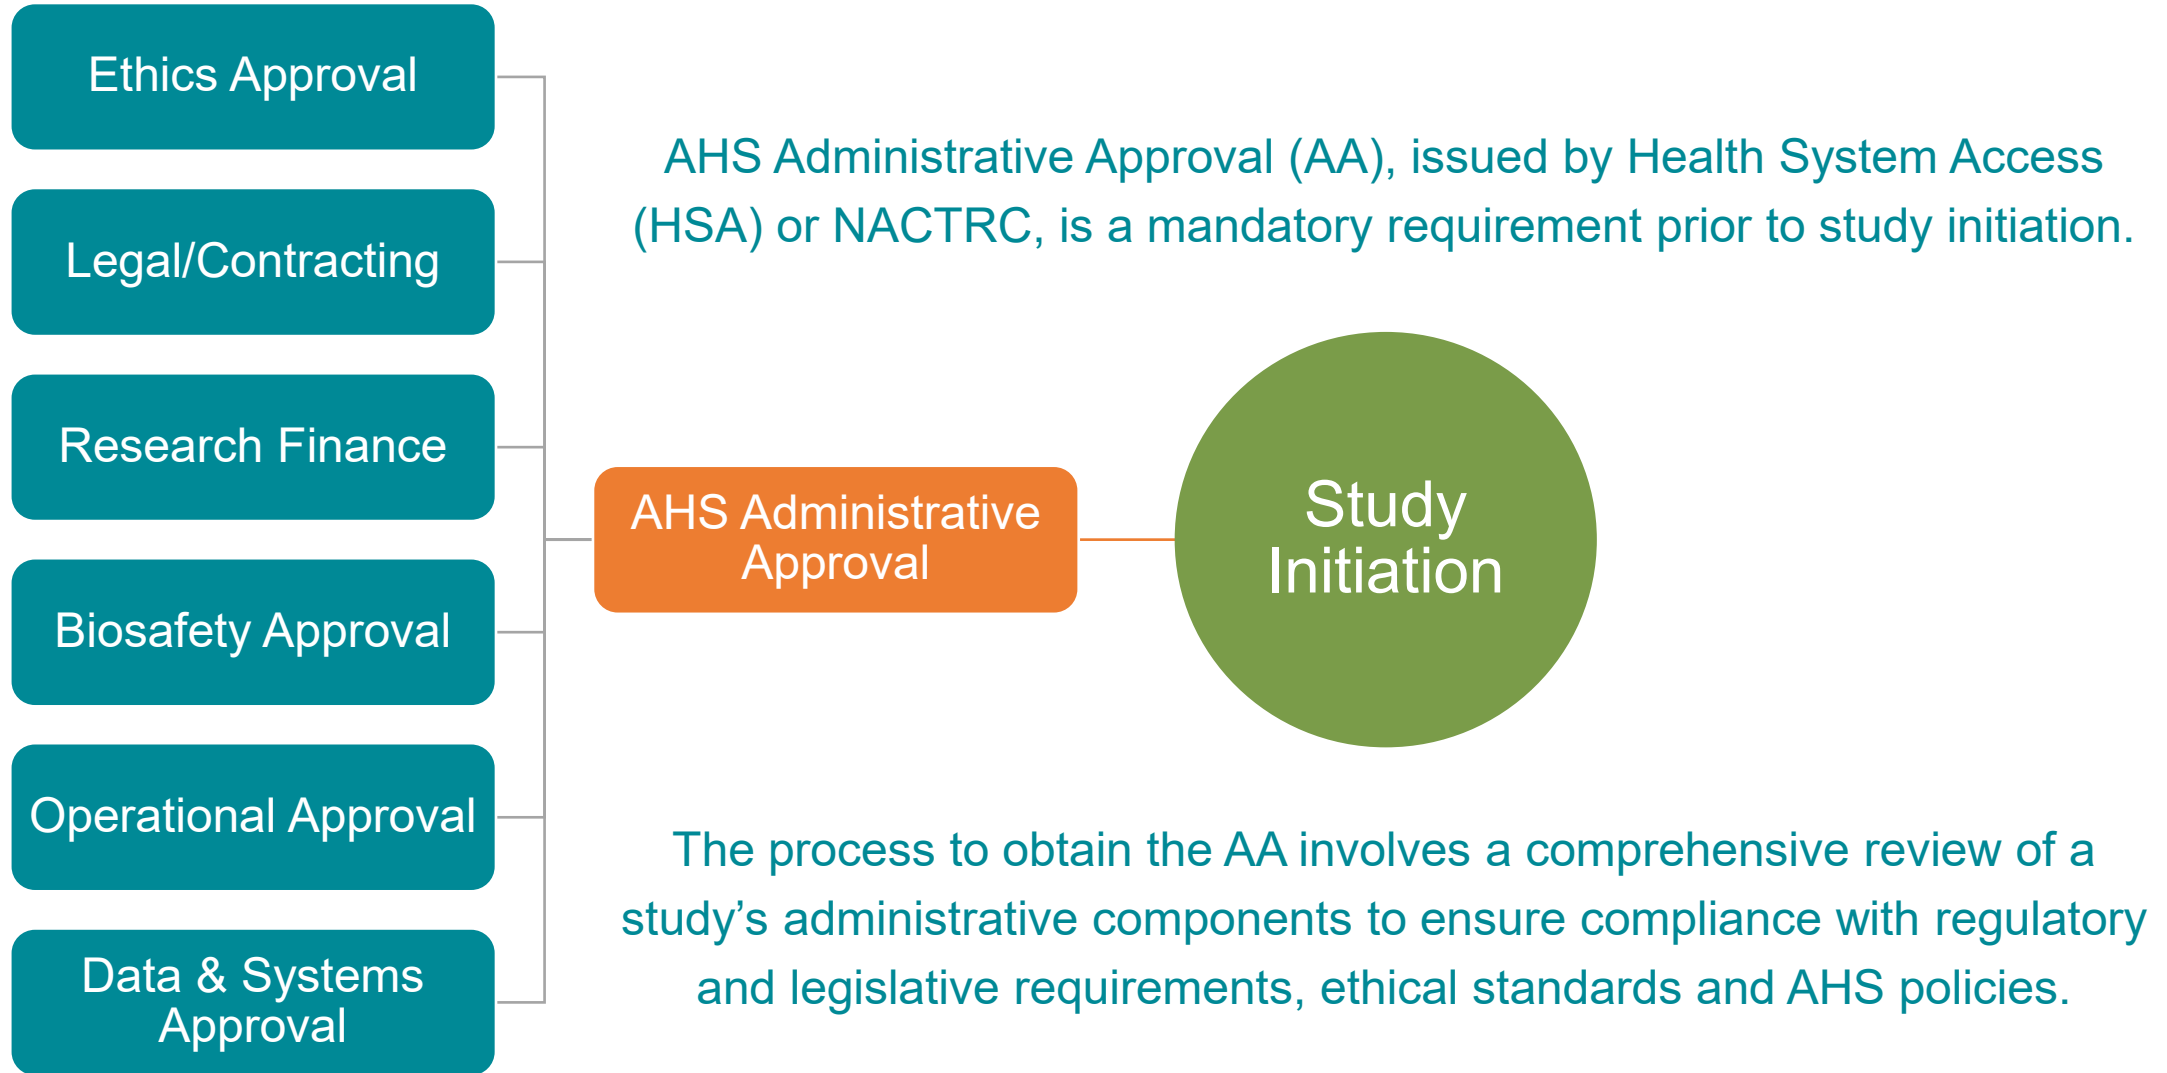 Ethics Approval
Legal/Contracting
Research Finance
Biosafety Approval
Operational Approval
Data & Systems
Approval
AHS Administrative Approval (AA), issued by Health System Access
(HSA) or NACTRC, is a mandatory requirement prior to study initiation.
AHS Administrative
Approval
Study
Initiation
The process to obtain the AA involves a comprehensive review of a
study’s administrative components to ensure compliance with regulatory
and legislative requirements, ethical standards and AHS policies.